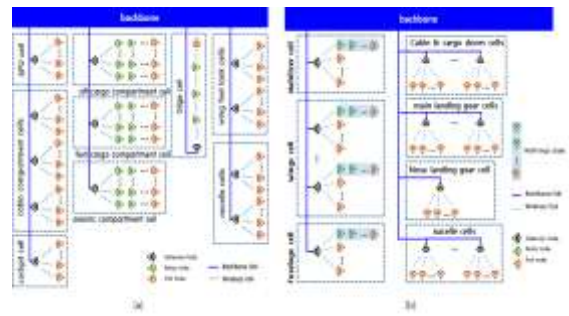 backbone
APU cell
cabin compartment cells
cockpit cell
aft cargo compartment cell
fwd cargo compartment cell
avionic compartment cell
bilge cell
wing fuel tank cells
nacelle cells
Gateway node
Relay node
End node
Backbone link
Wireless link
(a)
backbone
stabilizer cell
wings cell
fuselage cell
Cabin & cargo doors cells
main landing gear cells
Nose landing gear cell
nacelle cells
Backbone link
Wireless link
Gateway node
Relay node
End node
(b)